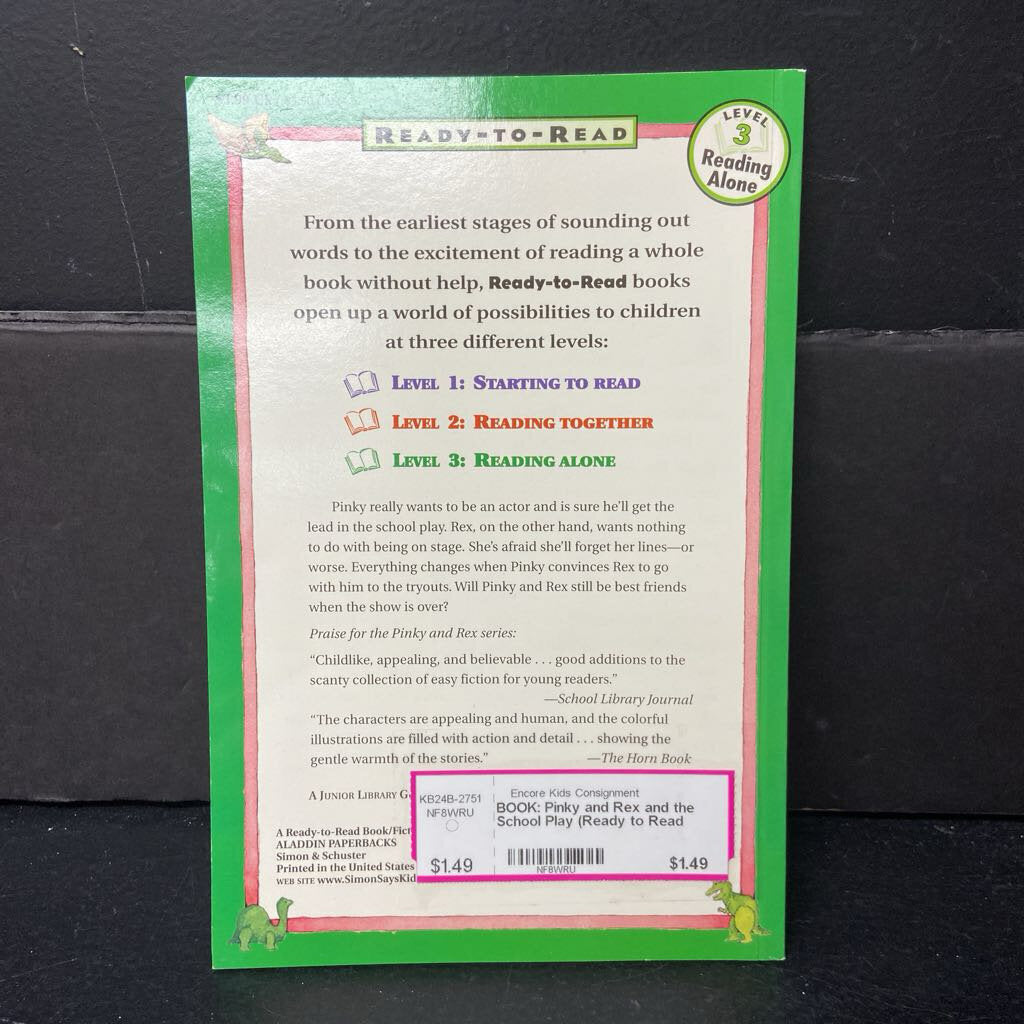 READY-TO-READ
LEVEL
3
Reading
Alone
From the earliest stages of sounding out
words to the excitement of reading a whole
book without help, Ready-to-Read books
open up a world of possibilities to children
at three different levels:
LEVEL 1: STARTING TO READ
LEVEL 2: READING TOGETHER
LEVEL 3: READING ALONE
Pinky really wants to be an actor and is sure he'll get the
lead in the school play. Rex, on the other hand, wants nothing
to do with being on stage. She's afraid she'll forget her lines—or
worse. Everything changes when Pinky convinces Rex to go
with him to the tryouts. Will Pinky and Rex still be best friends
when the show is over?
Praise for the Pinky and Rex series:
“Childlike, appealing, and believable . . . good additions to the
scanty collection of easy fiction for young readers.”
—School Library Journal
“The characters are appealing and human, and the colorful
illustrations are filled with action and detail . . . showing the
gentle warmth of the stories.” —The Horn Book
A JUNIOR LIBRARY G
A Ready-to-Read Book/Fict
ALADDIN PAPERBACKS
Simon & Schuster
Printed in the United States
WEB SITE www.SimonSaysKid
KB24B-2751
NF8WRU
$1.49
Encore Kids Consignment
BOOK: Pinky and Rex and the
School Play (Ready to Read
NF8WRU
$1.49